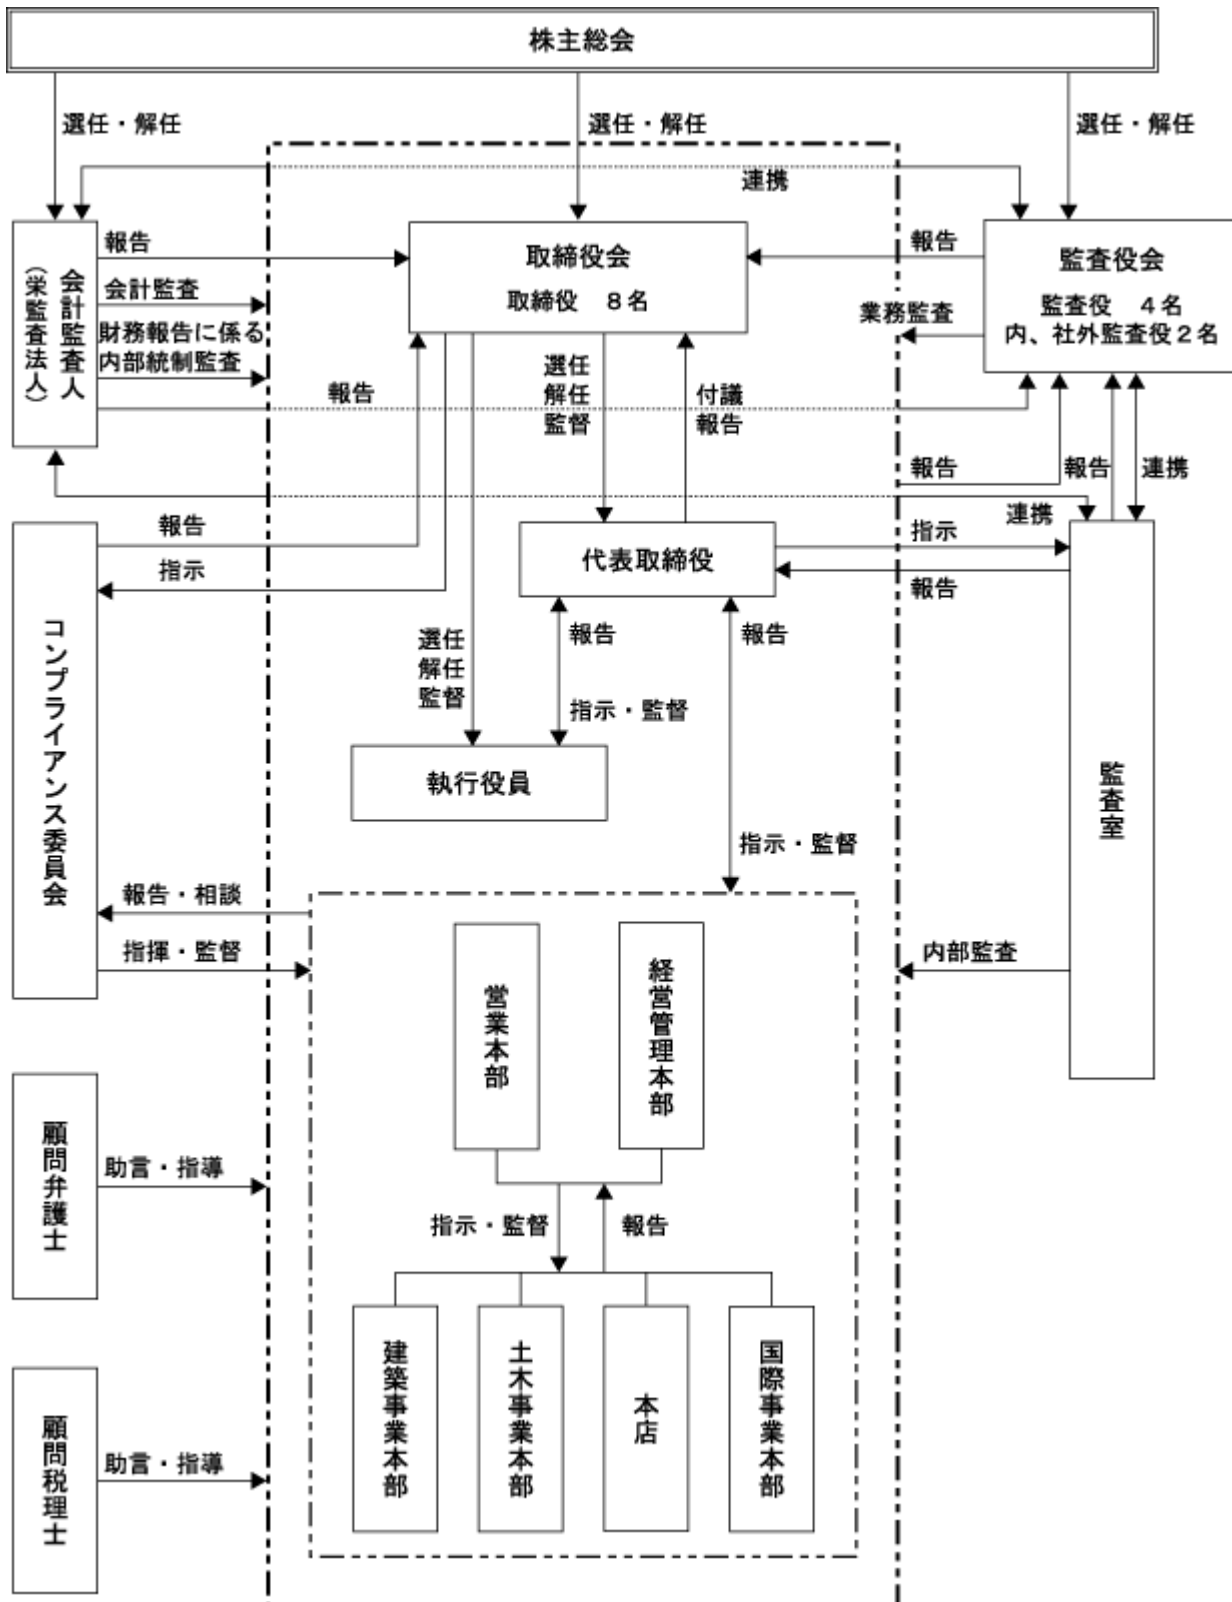 株主総会
選任・解任
選任・解任
選任・解任
連携
会計監査人
（栄監査法人）
報告
会計監査
財務報告に係る
内部統制監査
取締役会
取締役　８名
報告
業務監査
監査役会
監査役　４名
内、社外監査役２名
報告
選任
解任
監督
付議
報告
報告
報告
連携
連携
コンプライアンス委員会
報告
指示
代表取締役
指示
報告
監査室
選任
解任
監督
報告
指示・監督
報告
指示・監督
執行役員
報告・相談
指揮・監督
内部監査
営業本部
経営管理本部
顧問弁護士
助言・指導
指示・監督
報告
建築事業本部
土木事業本部
本店
国際事業本部
顧問税理士
助言・指導